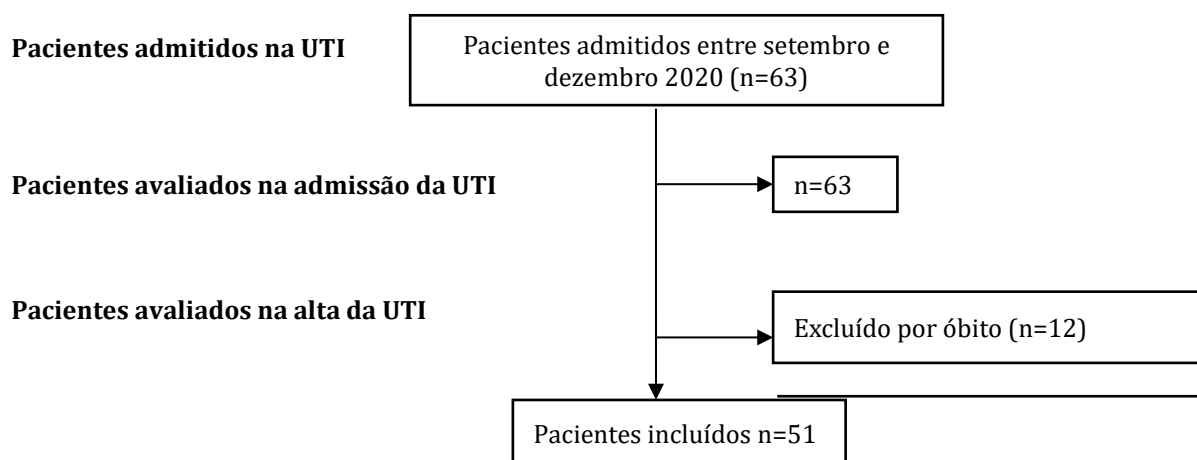 Pacientes admitidos na UTI
Pacientes admitidos entre setembro e
dezembro 2020 (n=63)
Pacientes avaliados na admissão da UTI
n=63
Pacientes avaliados na alta da UTI
Excluído por óbito (n=12)
Pacientes incluídos n=51